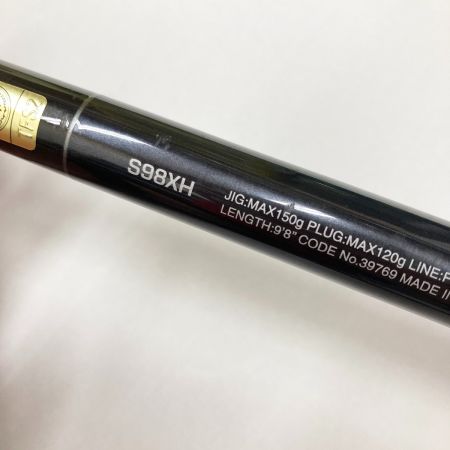 S98XH
JIG:MAX150g PLUG:MAX120g LINE:P
LENGTH:9'8" CODE No.39769 MADE I